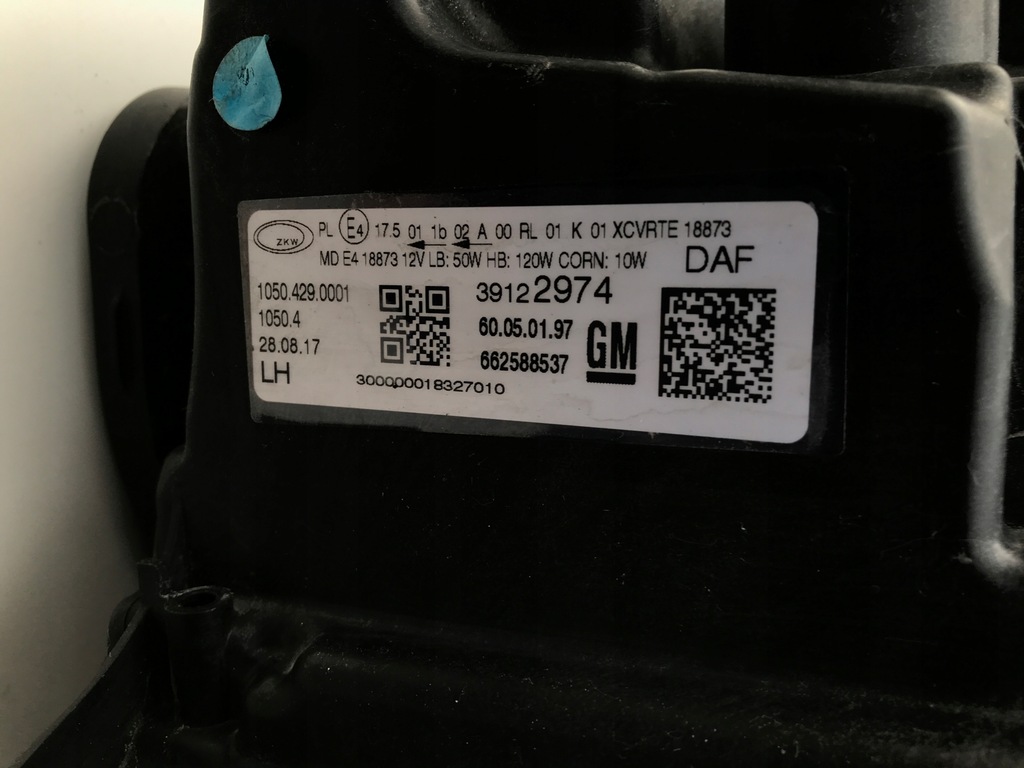 ZKW PL E4 17.5 01 1b 02 A 00 RL 01 K 01 XCVRTE 18873
MD E4 18873 12V LB: 50W HB: 120W CORN: 10W DAF
1050.429.0001
1050.4
28.08.17
LH
39122974
60.05.01.97
662588537
GM
300000018327010